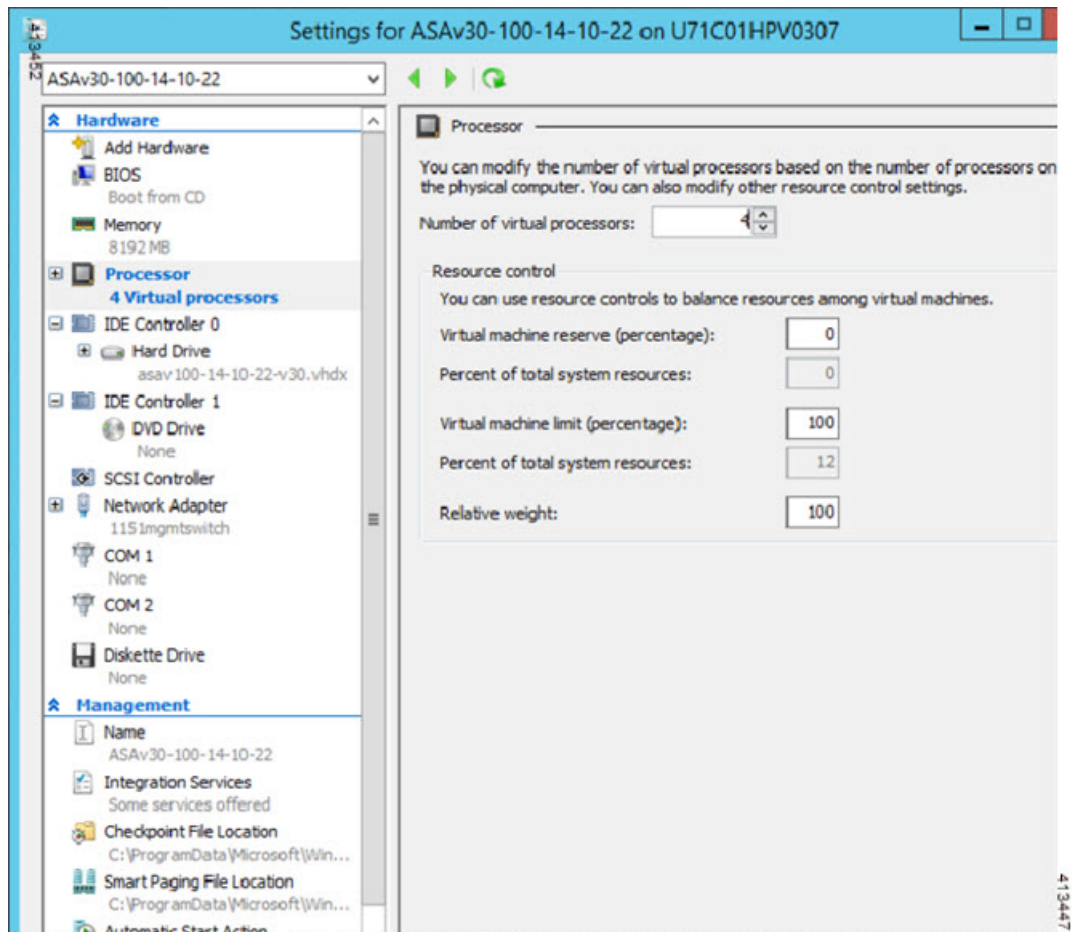 Settings for ASAv30-100-14-10-22 on U71C01HPV0307
413452
ASAv30-100-14-10-22
Hardware
Add Hardware
BIOS
Boot from CD
Memory
8192 MB
Processor
4 Virtual processors
IDE Controller 0
Hard Drive
asav100-14-10-22-v30.vhdx
IDE Controller 1
DVD Drive
None
SCSI Controller
Network Adapter
1151mgmtswitch
COM 1
None
COM 2
None
Diskette Drive
None
Management
Name
ASAv30-100-14-10-22
Integration Services
Some services offered
Checkpoint File Location
C:\ProgramData\Microsoft\Win...
Smart Paging File Location
C:\ProgramData\Microsoft\Win...
Automatic Start Action
Processor
You can modify the number of virtual processors based on the number of processors on
the physical computer. You can also modify other resource control settings.
Number of virtual processors: 4
Resource control
You can use resource controls to balance resources among virtual machines.
Virtual machine reserve (percentage): 0
Percent of total system resources: 0
Virtual machine limit (percentage): 100
Percent of total system resources: 12
Relative weight: 100
413447